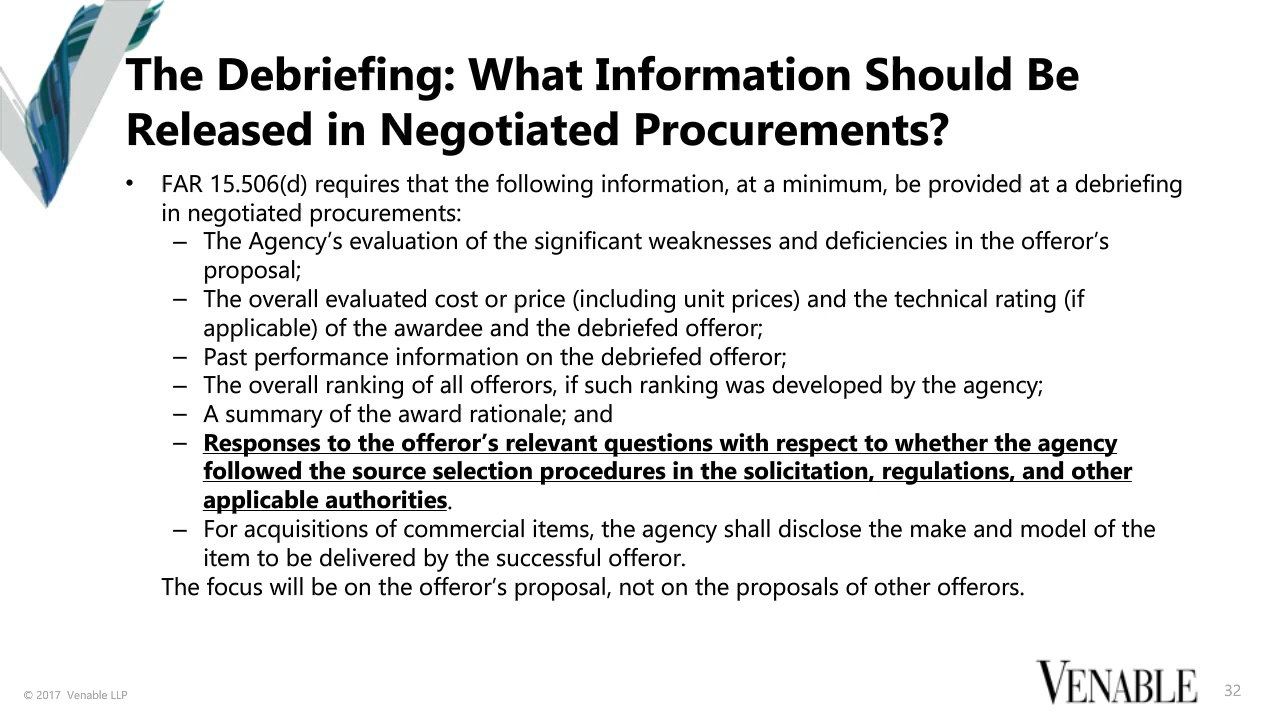 The Debriefing: What Information Should Be
Released in Negotiated Procurements?
• FAR 15.506(d) requires that the following information, at a minimum, be provided at a debriefing
in negotiated procurements:
– The Agency’s evaluation of the significant weaknesses and deficiencies in the offeror’s
proposal;
– The overall evaluated cost or price (including unit prices) and the technical rating (if
applicable) of the awardee and the debriefed offeror;
– Past performance information on the debriefed offeror;
– The overall ranking of all offerors, if such ranking was developed by the agency;
– A summary of the award rationale; and
– Responses to the offeror’s relevant questions with respect to whether the agency
followed the source selection procedures in the solicitation, regulations, and other
applicable authorities.
– For acquisitions of commercial items, the agency shall disclose the make and model of the
item to be delivered by the successful offeror.
The focus will be on the offeror’s proposal, not on the proposals of other offerors.
© 2017 Venable LLP
VENABLE
32